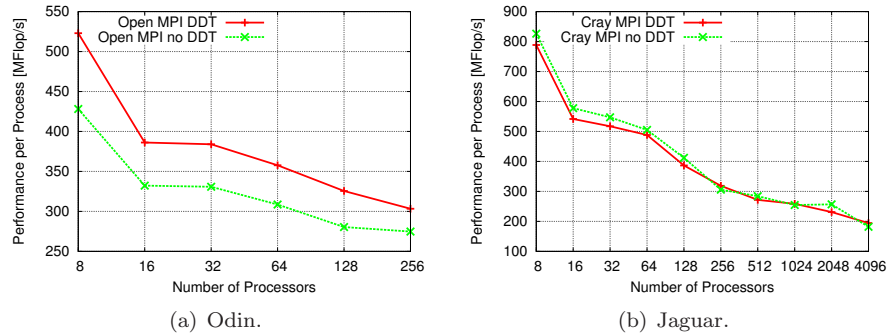 Performance per Process [MFlop/s]
550
500
450
400
350
300
250
Open MPI DDT
Open MPI no DDT
8 16 32 64 128 256
Number of Processors
(a) Odin.
Performance per Process [MFlop/s]
900
800
700
600
500
400
300
200
100
Cray MPI DDT
Cray MPI no DDT
8 16 32 64 128 256 512 1024 2048 4096
Number of Processors
(b) Jaguar.